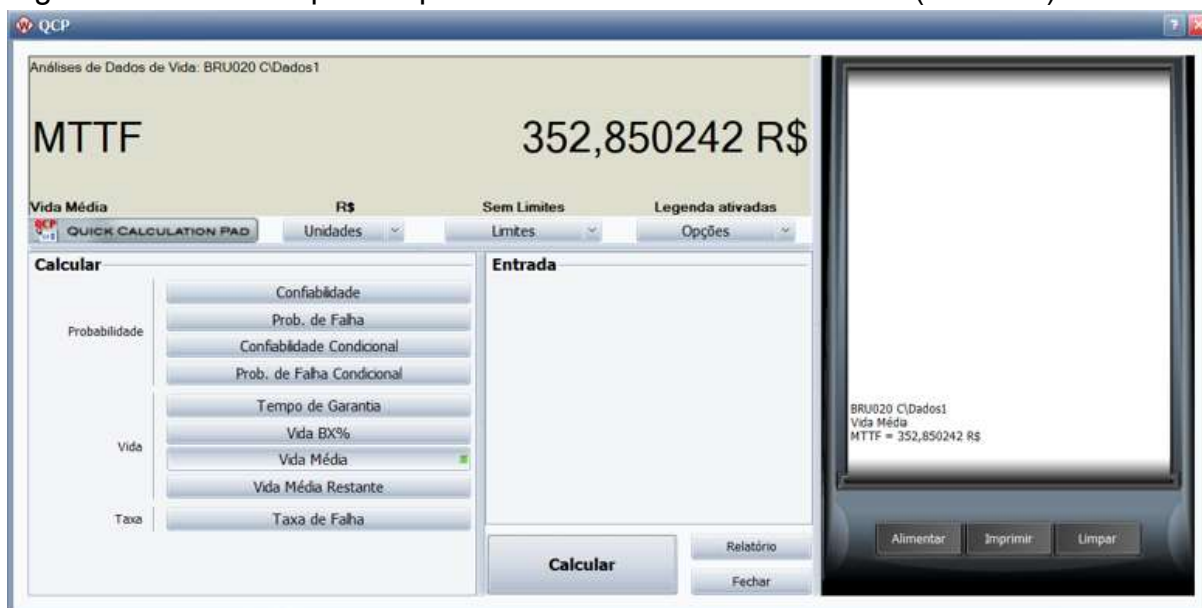 QCP
Análises de Dados de Vida: BRU020 C\Dados1
MTTF 352,850242 R$
Vida Média R$ Sem Limites Legenda ativadas
QCP QUICK CALCULATION PAD Unidades Limites Opções
Calcular Entrada
Confiabilidade
Probabilidade
Prob. de Falha
Confiabilidade Condicional
Prob. de Falha Condicional
Tempo de Garantia
Vida BX%
Vida
Vida Média
Vida Média Restante
Taxa Taxa de Falha
Calcular
Relatório
Fechar
BRU020 C\Dados1
Vida Média
MTTF = 352,850242 R$
Alimentar Imprimir Limpar